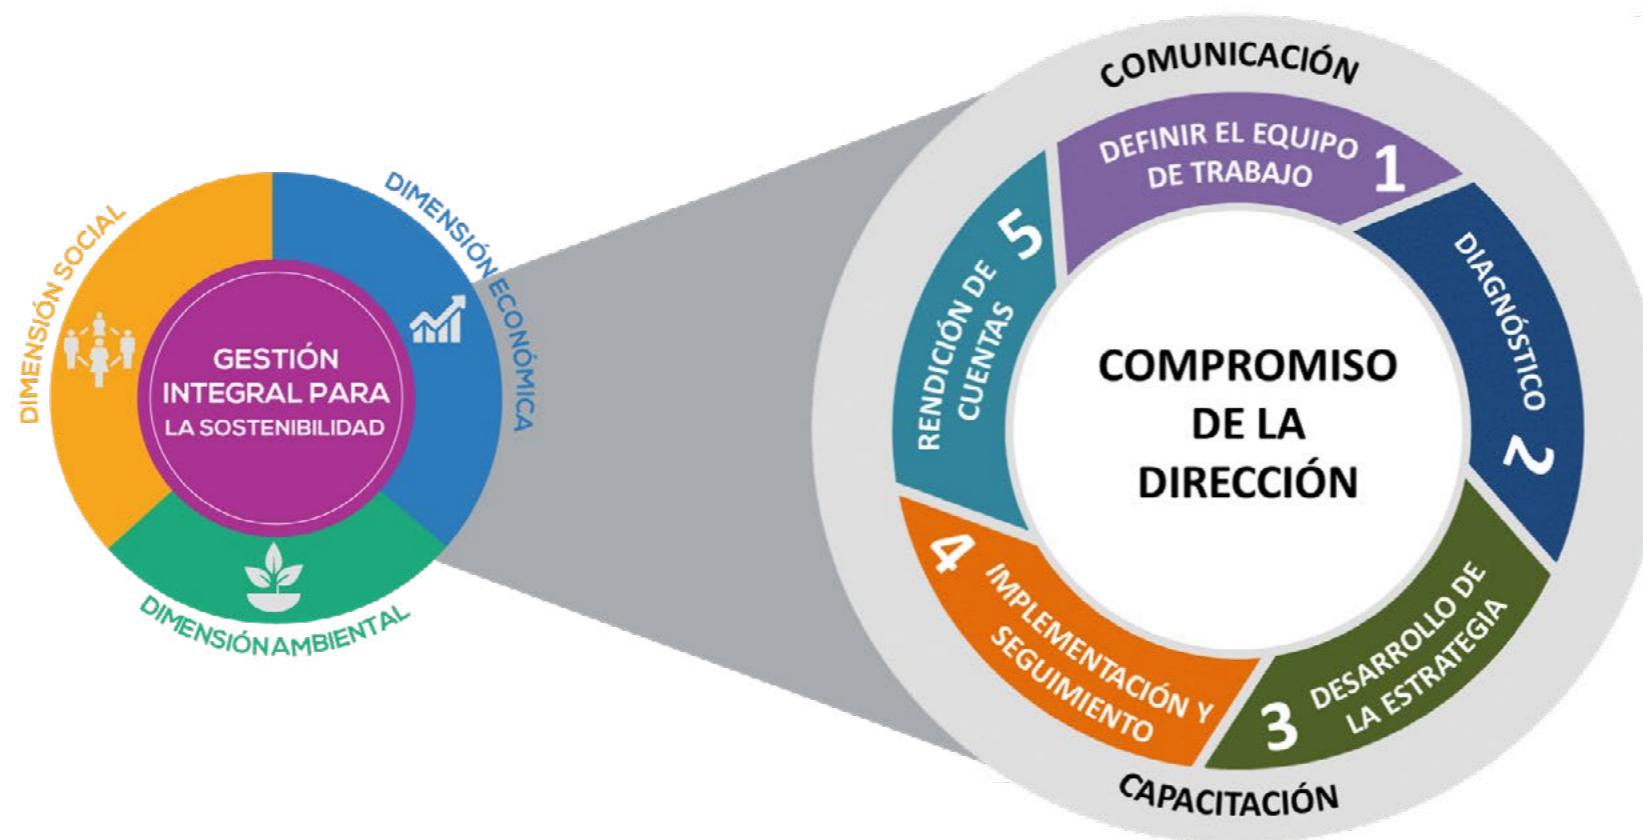 DIMENSIÓN SOCIAL
DIMENSIÓN ECONÓMICA
GESTIÓN
INTEGRAL PARA
LA SOSTENIBILIDAD
DIMENSIÓN AMBIENTAL
COMUNICACIÓN
DEFINIR EL EQUIPO
DE TRABAJO
1
DIAGNÓSTICO
2
DESARROLLO DE
LA ESTRATEGIA
3
IMPLEMENTACIÓN Y
SEGUIMIENTO
4
RENDICIÓN DE
CUENTAS
5
COMPROMISO
DE LA
DIRECCIÓN
CAPACITACIÓN